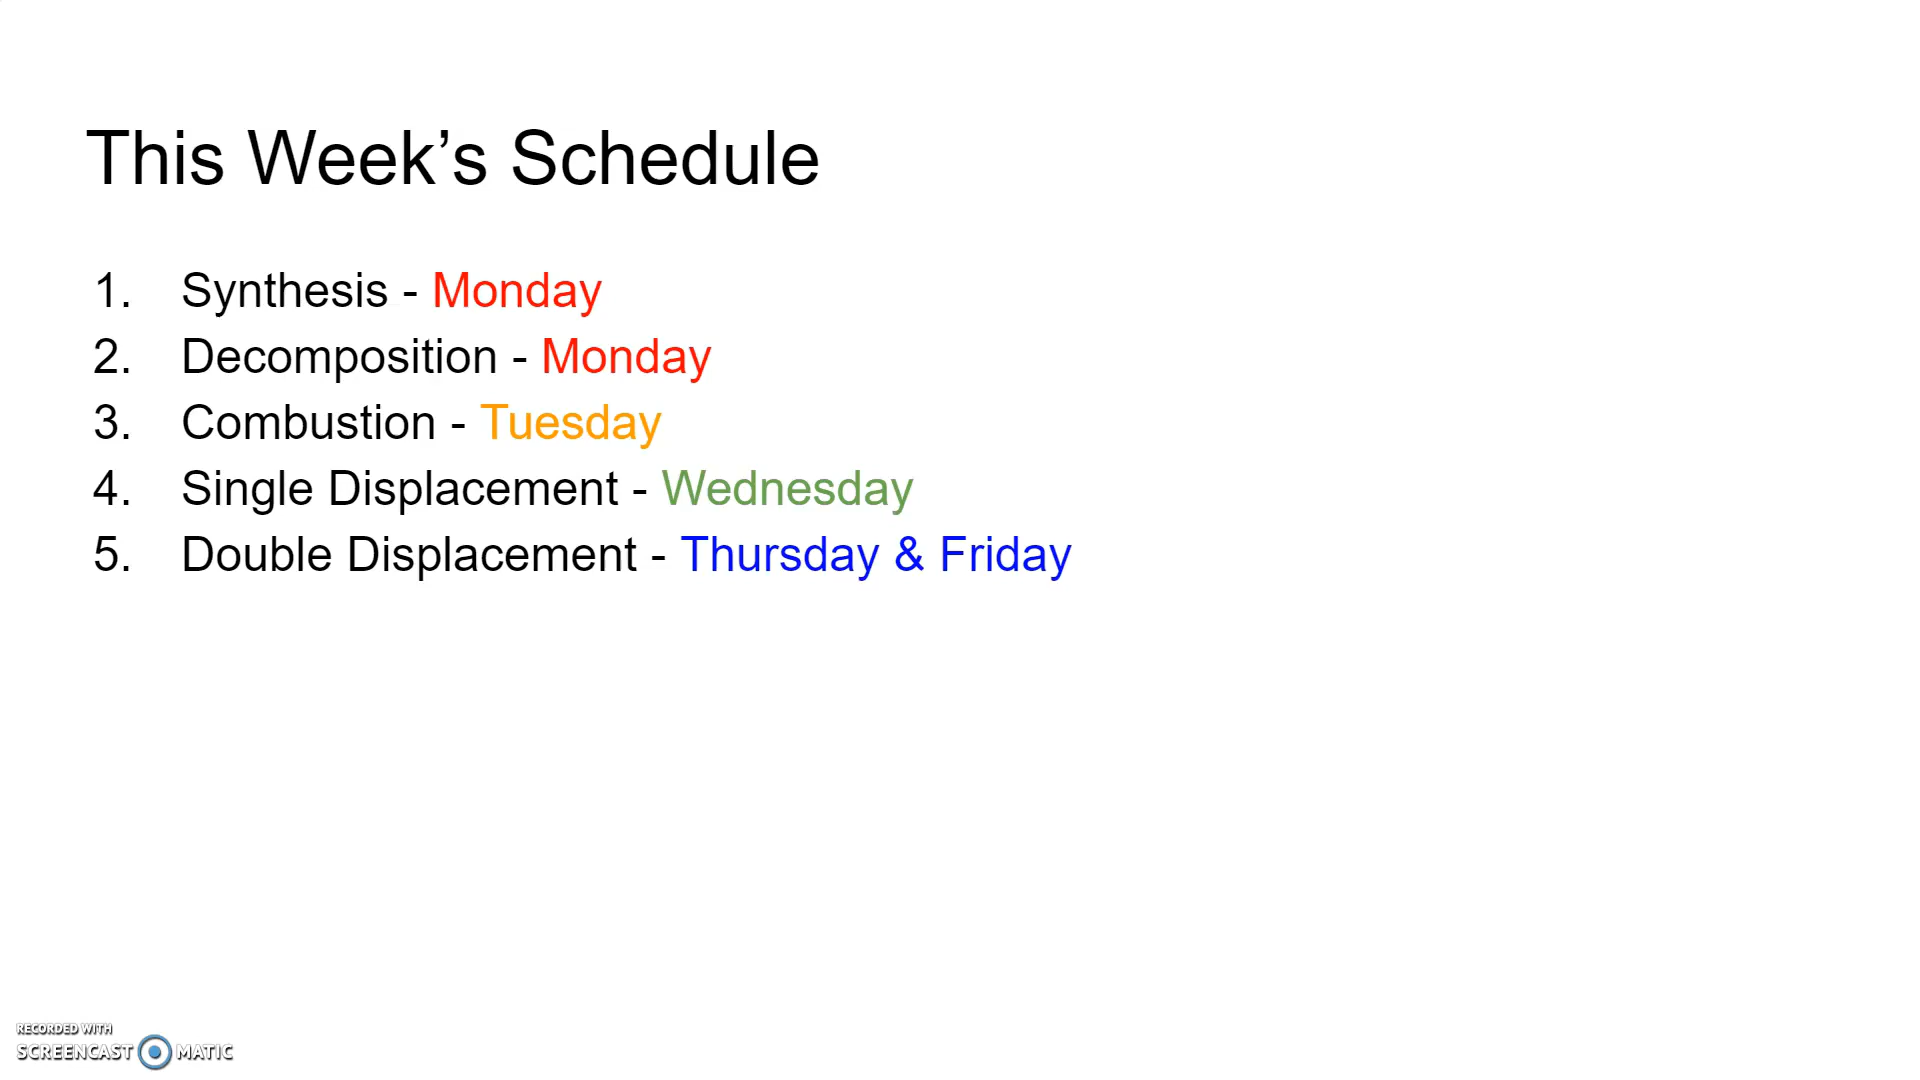 This Week’s Schedule
1. Synthesis - Monday
2. Decomposition - Monday
3. Combustion - Tuesday
4. Single Displacement - Wednesday
5. Double Displacement - Thursday & Friday
RECORDED WITH
SCREENCAST MATIC